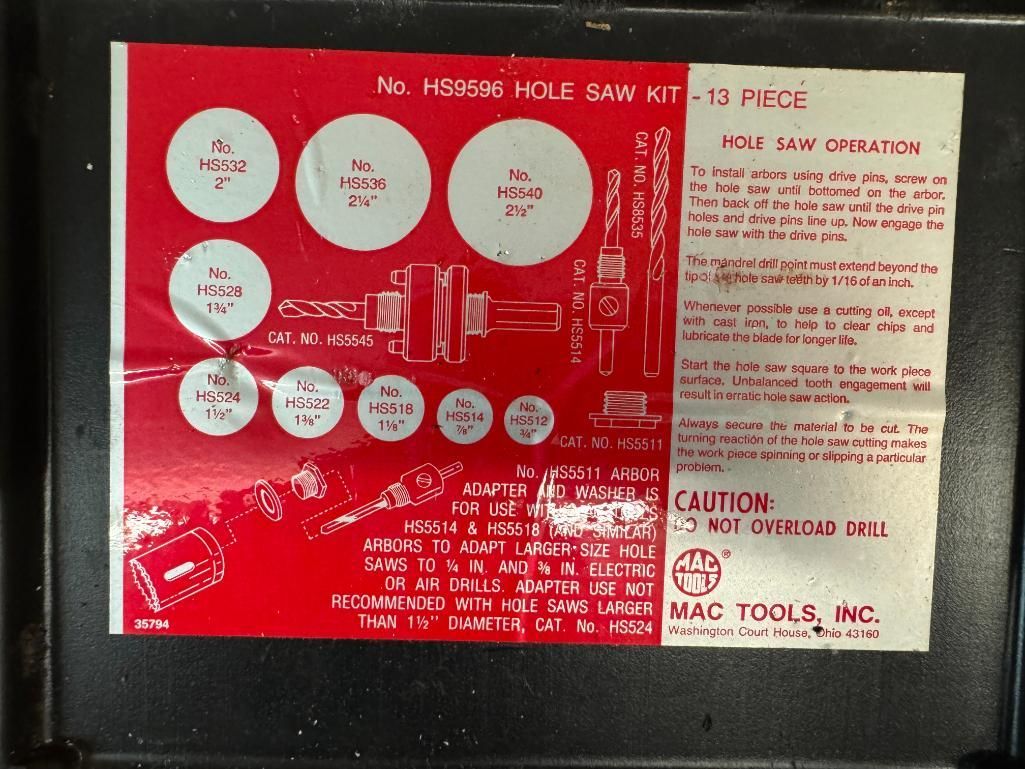 No. HS9596 HOLE SAW KIT - 13 PIECE
No.
HS532
2"
No.
HS536
2¼"
No.
HS540
2½"
CAT. NO. HS8535
No.
HS528
1¾"
CAT. NO. HS5545
CAT. NO. HS5514
No.
HS524
1½"
No.
HS522
1⅜"
No.
HS518
1⅛"
No.
HS514
⅞"
No.
HS512
¾"
CAT. NO. HS5511
No. HS5511 ARBOR
ADAPTER AND WASHER IS
FOR USE
HS5514 & HS5518 (AND SIMILAR)
ARBORS TO ADAPT LARGER SIZE HOLE
SAWS TO ¼ IN. AND ⅜ IN. ELECTRIC
OR AIR DRILLS. ADAPTER USE NOT
RECOMMENDED WITH HOLE SAWS LARGER
THAN 1½" DIAMETER, CAT. No. HS524
35794
HOLE SAW OPERATION
To install arbors using drive pins, screw on
the hole saw until bottomed on the arbor.
Then back off the hole saw until the drive pin
holes and drive pins line up. Now engage the
hole saw with the drive pins.
The mandrel drill point must extend beyond the
tip of hole saw teeth by 1/16 of an inch.
Whenever possible use a cutting oil, except
with cast iron, to help to clear chips and
lubricate the blade for longer life.
Start the hole saw square to the work piece
surface. Unbalanced tooth engagement will
result in erratic hole saw action.
Always secure the material to be cut. The
turning reaction of the hole saw cutting makes
the work piece spinning or slipping a particular
problem.
CAUTION:
DO NOT OVERLOAD DRILL
MAC
TOOLS
®
MAC TOOLS, INC.
Washington Court House, Ohio 43160